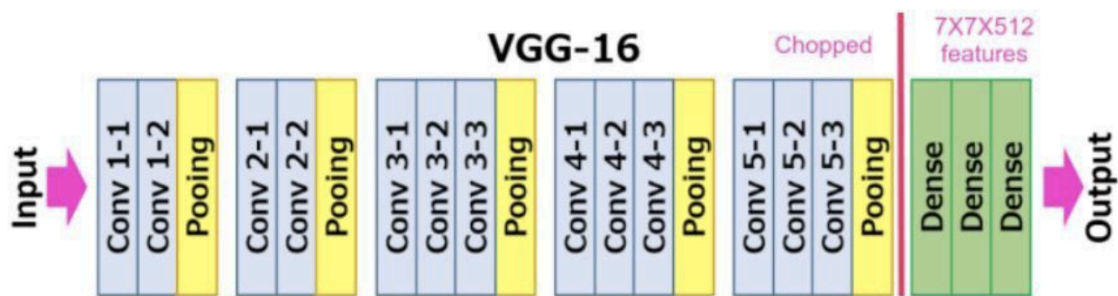 VGG-16
Chopped
7X7X512
features
Input
Conv 1-1
Conv 1-2
Pooing
Conv 2-1
Conv 2-2
Pooing
Conv 3-1
Conv 3-2
Conv 3-3
Pooing
Conv 4-1
Conv 4-2
Conv 4-3
Pooing
Conv 5-1
Conv 5-2
Conv 5-3
Pooing
Dense
Dense
Dense
Output